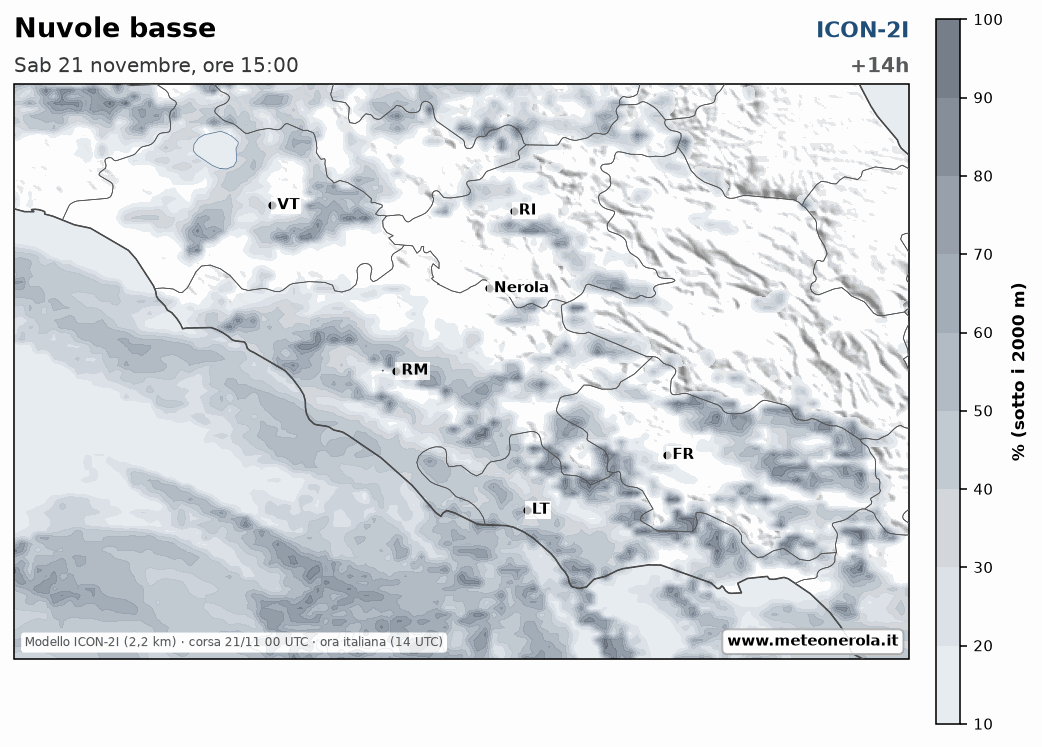 Nuvole basse
ICON-2I
Sab 21 novembre, ore 15:00
+14h
VT
RI
Nerola
RM
FR
LT
Modello ICON-2I (2,2 km) · corsa 21/11 00 UTC · ora italiana (14 UTC)
www.meteonerola.it
100
90
80
70
60
50
40
30
20
10
% (sotto i 2000 m)